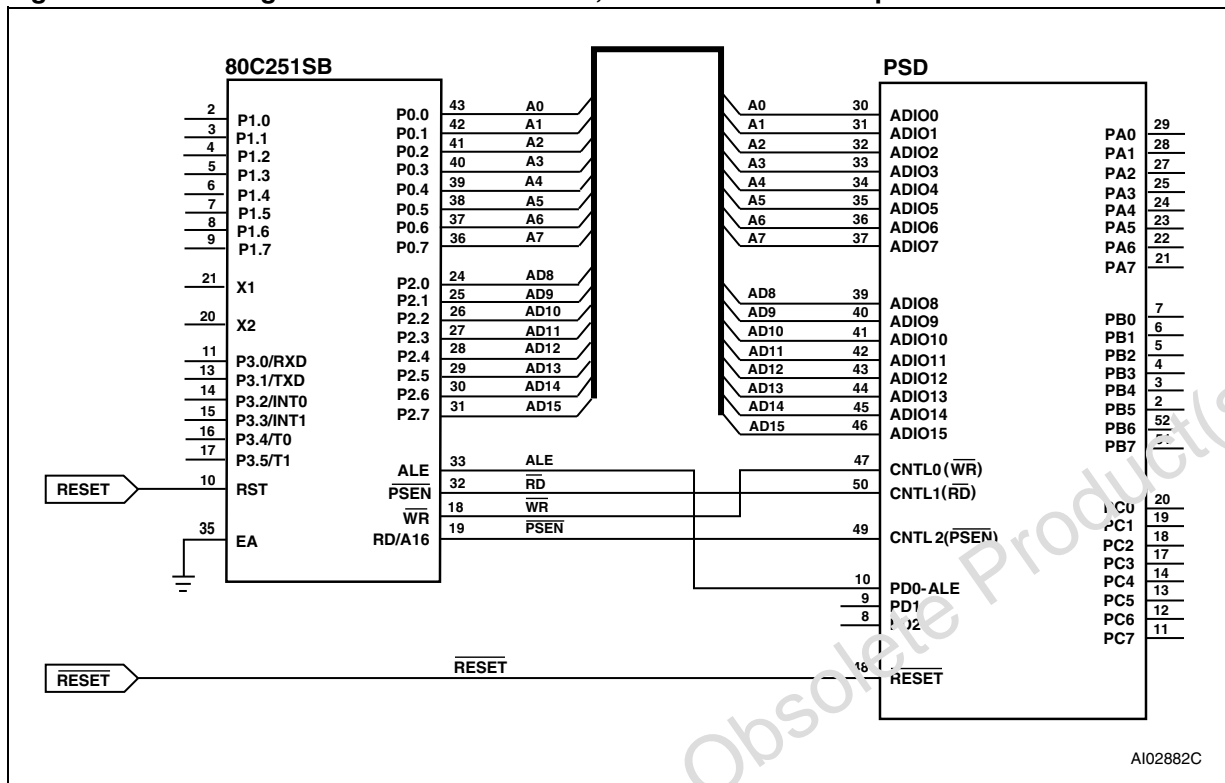 80C251SB
2 P1.0
3 P1.1
4 P1.2
5 P1.3
6 P1.4
7 P1.5
8 P1.6
9 P1.7
21 X1
20 X2
11 P3.0/RXD
13 P3.1/TXD
14 P3.2/INT0
15 P3.3/INT1
16 P3.4/T0
17 P3.5/T1
RESET 10 RST
35 EA
P0.0 43 A0
P0.1 42 A1
P0.2 41 A2
P0.3 40 A3
P0.4 39 A4
P0.5 38 A5
P0.6 37 A6
P0.7 36 A7
P2.0 24 AD8
P2.1 25 AD9
P2.2 26 AD10
P2.3 27 AD11
P2.4 28 AD12
P2.5 29 AD13
P2.6 30 AD14
P2.7 31 AD15
ALE 33 ALE
PSEN 32 RD
WR 18 WR
RD/A16 19 PSEN
PSD
A0 30 ADIO0
A1 31 ADIO1
A2 32 ADIO2
A3 33 ADIO3
A4 34 ADIO4
A5 35 ADIO5
A6 36 ADIO6
A7 37 ADIO7
AD8 39 ADIO8
AD9 40 ADIO9
AD10 41 ADIO10
AD11 42 ADIO11
AD12 43 ADIO12
AD13 44 ADIO13
AD14 45 ADIO14
AD15 46 ADIO15
47 CNTL0 (WR)
50 CNTL1(RD)
49 CNTL 2(PSEN)
10 PD0-ALE
9 PD1
8
48 RESET
PA0 29
PA1 28
PA2 27
PA3 25
PA4 24
PA5 23
PA6 22
PA7 21
PB0 7
PB1 6
PB2 5
PB3 4
PB4 3
PB5 2
PB6 52
PB7
PC0 20
PC1 19
PC2 18
PC3 17
PC4 14
PC5 13
PC6 12
PC7 11
RESET RESET
Obsolete
AI02882C